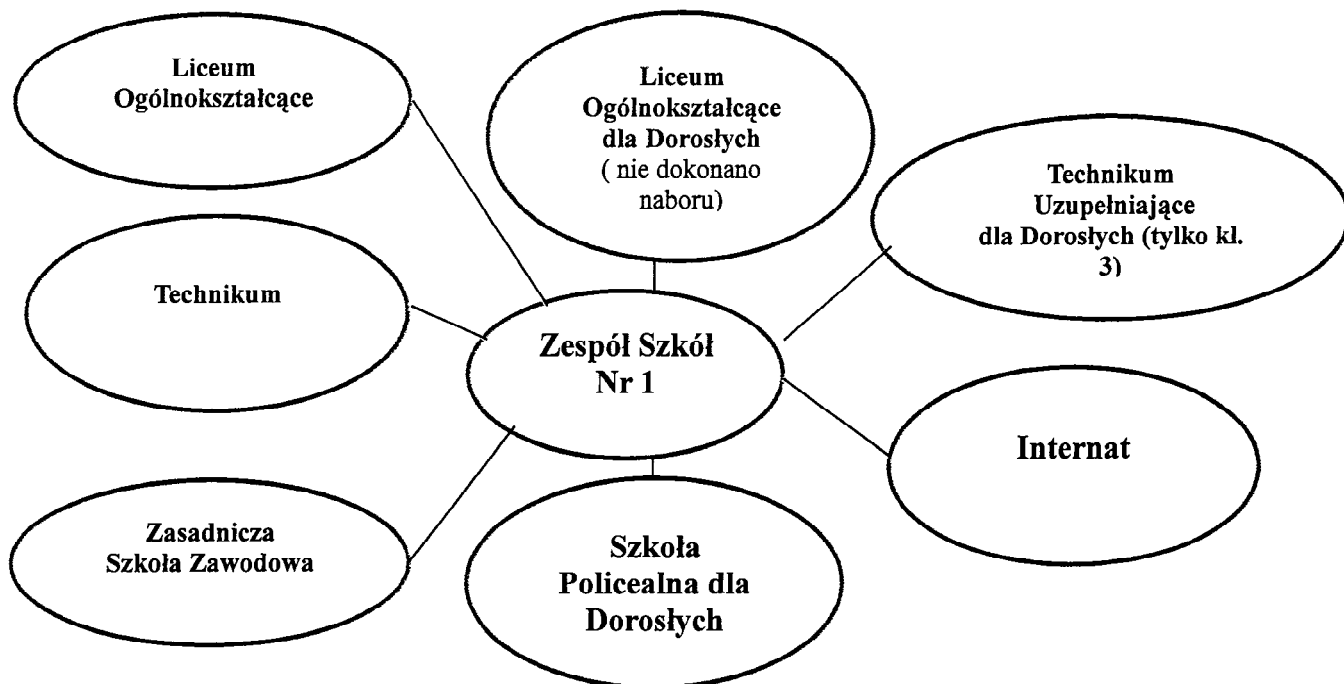 Liceum
Ogólnokształcące
Liceum
Ogólnokształcące
dla Dorosłych
( nie dokonano
naboru)
Technikum
Uzupełniające
dla Dorosłych (tylko kl.
3)
Technikum
Zespół Szkół
Nr 1
Internat
Zasadnicza
Szkoła Zawodowa
Szkoła
Policealna dla
Dorosłych